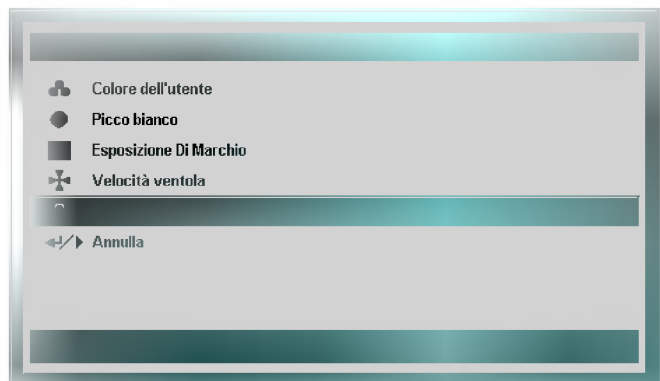 Colore dell'utente
Picco bianco
Esposizione Di Marchio
Velocità ventola
Annulla